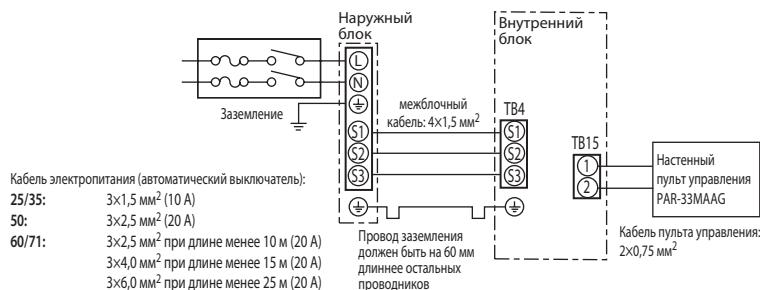 Наружный
блок
Внутренний
блок
L
N
Заземление
межблочный
кабель: 4×1,5 мм²
TB4
S1
S2
S3
S1
S2
S3
TB15
1
2
Настенный
пульт управления
PAR-33MAAG
Кабель электропитания (автоматический выключатель):
25/35: 3×1,5 мм² (10 А)
50: 3×2,5 мм² (20 А)
60/71: 3×2,5 мм² при длине менее 10 м (20 А)
3×4,0 мм² при длине менее 15 м (20 А)
3×6,0 мм² при длине менее 25 м (20 А)
Провод заземления
должен быть на 60 мм
длиннее остальных
проводников
Кабель пульта управления:
2×0,75 мм²